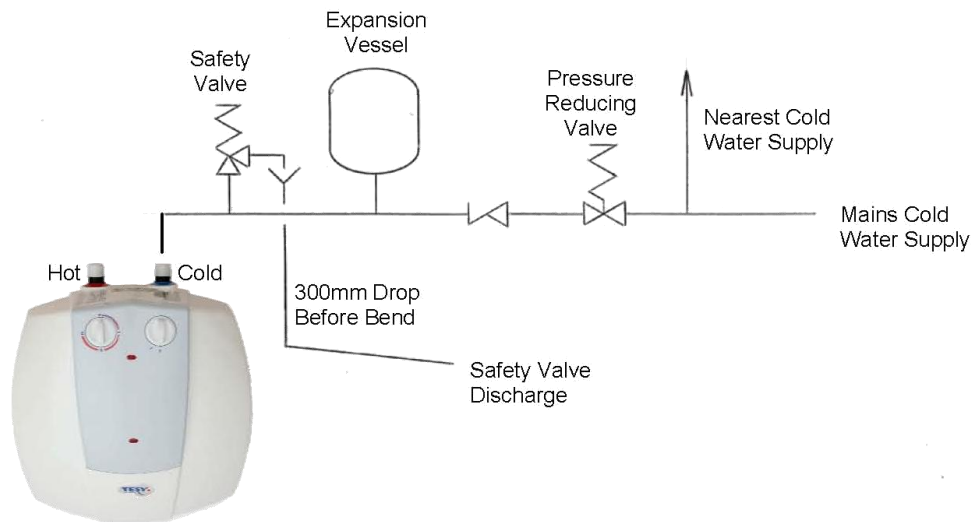 Expansion
Vessel
Safety
Valve
Pressure
Reducing
Valve
Nearest Cold
Water Supply
Mains Cold
Water Supply
Hot
Cold
300mm Drop
Before Bend
Safety Valve
Discharge
TESY